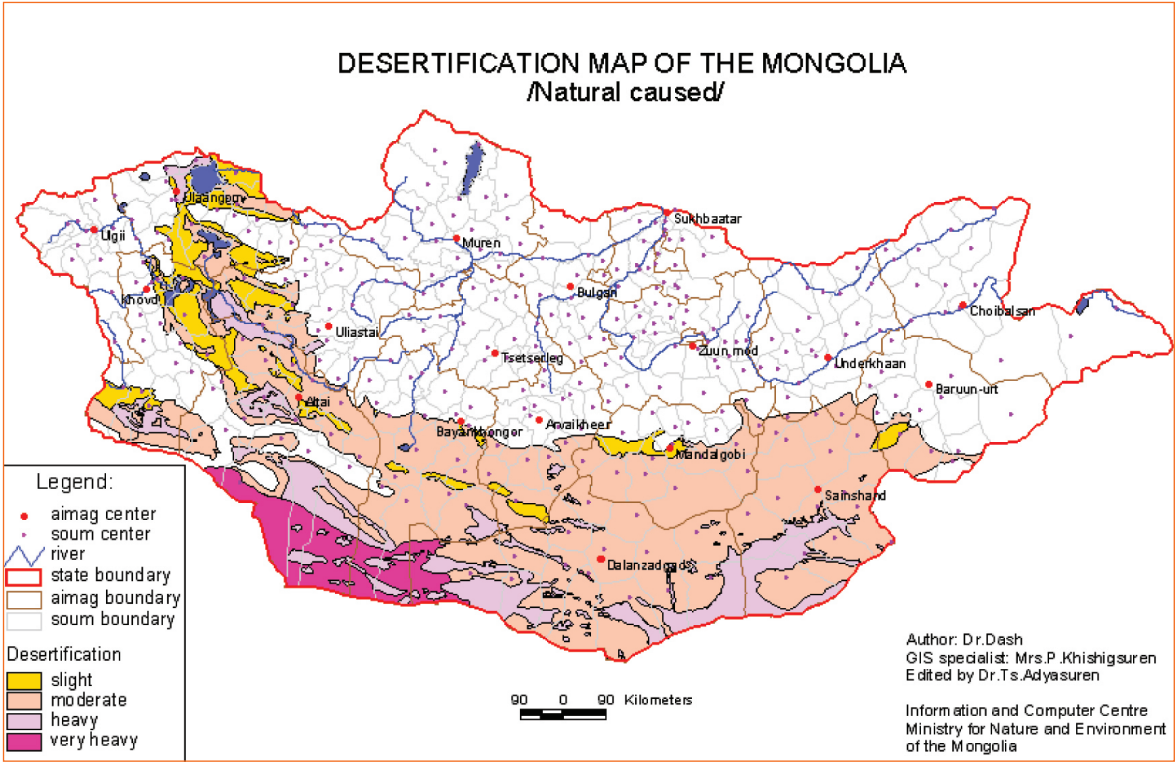 DESERTIFICATION MAP OF THE MONGOLIA
/Natural caused/
Ulaangom
Ulgii
Khovd
Muren
Sukhbaatar
Bulgan
Uliastai
Tsetserleg
Zuun mod
Underkhaan
Choibalsan
Baruun-urt
Altai
Bayankhongor
Arvaikheer
Mandalgobi
Sainshand
Dalanzadgad
Legend:
aimag center
soum center
river
state boundary
aimag boundary
soum boundary
Desertification
slight
moderate
heavy
very heavy
90 0 90 Kilometers
Author: Dr.Dash
GIS specialist: Mrs.P.Khishigsuren
Edited by Dr.Ts.Adyasuren
Information and Computer Centre
Ministry for Nature and Environment
of the Mongolia